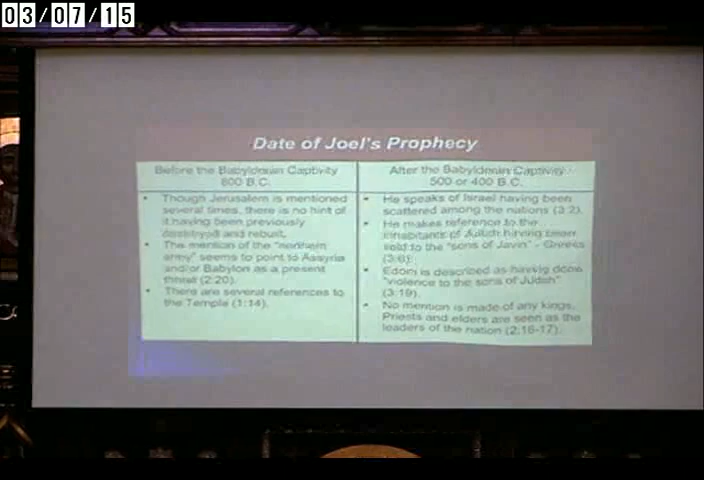 03/07/15
Date of Joel's Prophecy
Before the Babylonian Captivity
800 B.C.
• Though Jerusalem is mentioned
several times, there is no hint of
it having been previously
destroyed and rebuilt.
• The mention of the "northern
army" seems to point to Assyria
and/or Babylon as a present
threat (2:20).
• There are several references to
the Temple (1:14).
After the Babylonian Captivity
500 or 400 B.C.
• He speaks of Israel having been
scattered among the nations (3:2).
• He makes reference to the
inhabitants of Judah having been
sold to the "sons of Javin" - Greeks
(3:6)
• Edom is described as having done
"violence to the sons of Judah"
(3:19).
• No mention is made of any kings.
Priests and elders are seen as the
leaders of the nation (2:16-17).